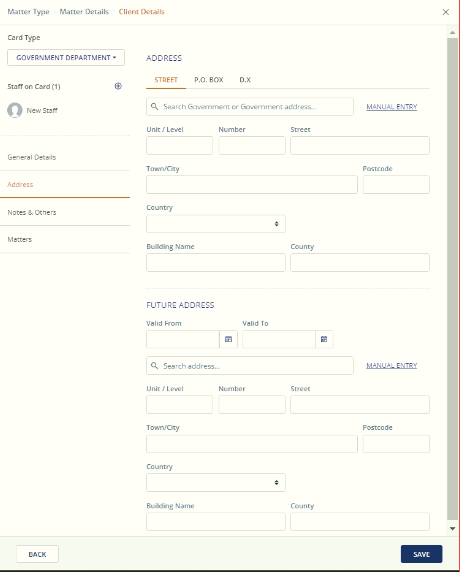 Matter Type Matter Details Client Details
Card Type
GOVERNMENT DEPARTMENT
Staff on Card (1)
New Staff
General Details
Address
Notes & Others
Matters
ADDRESS
STREET P.O. BOX D.X
Search Government or Government address... MANUAL ENTRY
Unit / Level Number Street
Town/City Postcode
Country
Building Name County
FUTURE ADDRESS
Valid From Valid To
Search address... MANUAL ENTRY
Unit / Level Number Street
Town/City Postcode
Country
Building Name County
BACK SAVE